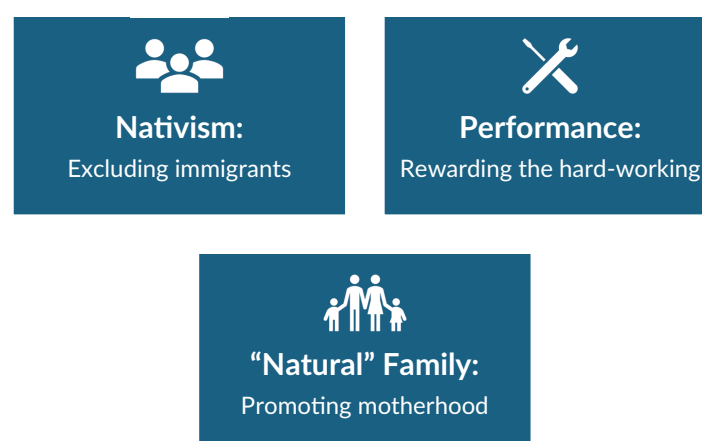 Nativism:
Excluding immigrants
Performance:
Rewarding the hard-working
“Natural” Family:
Promoting motherhood